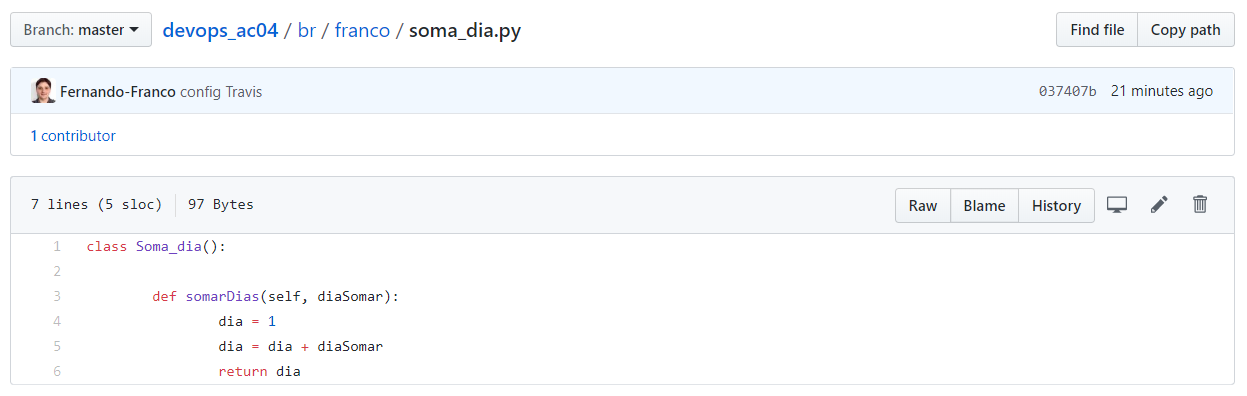 Branch: master devops_ac04 / br / franco / soma_dia.py Find file Copy path
Fernando-Franco config Travis 037407b 21 minutes ago
1 contributor
7 lines (5 sloc) 97 Bytes Raw Blame History
1 class Soma_dia():
2
3 def somarDias(self, diaSomar):
4 dia = 1
5 dia = dia + diaSomar
6 return dia